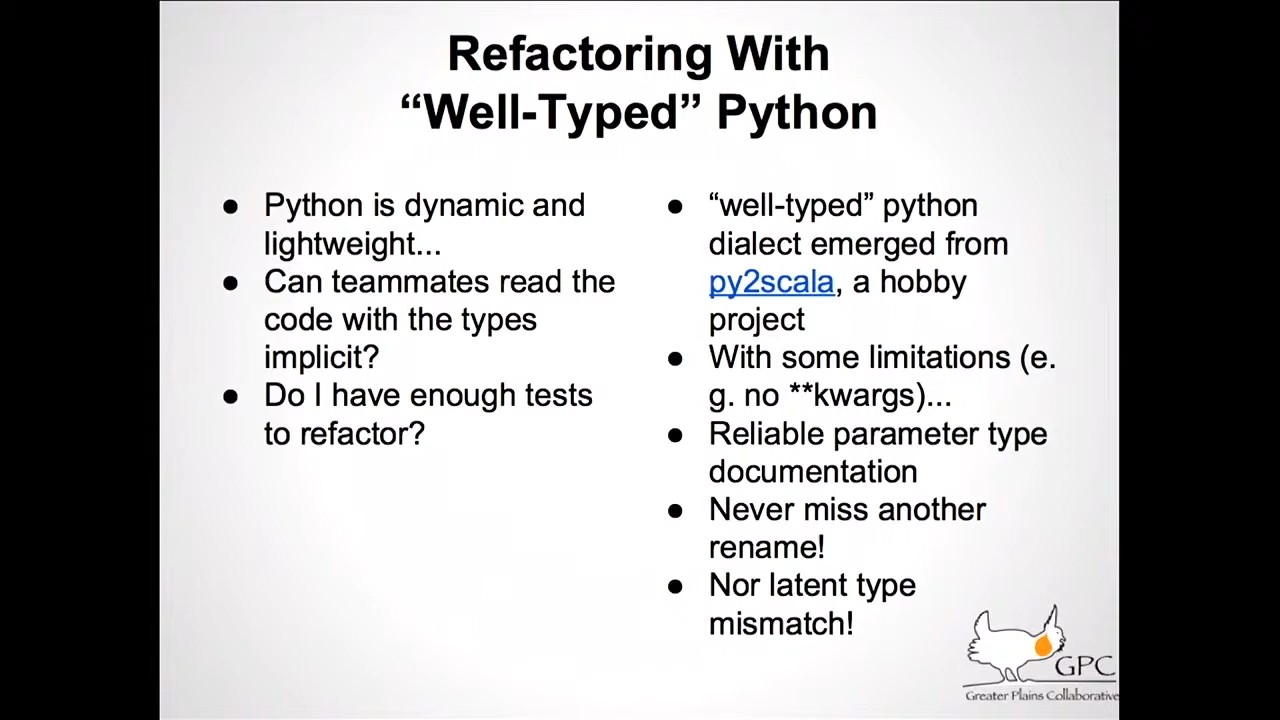 Refactoring With
“Well-Typed” Python
● Python is dynamic and
lightweight...
● Can teammates read the
code with the types
implicit?
● Do I have enough tests
to refactor?
● “well-typed” python
dialect emerged from
py2scala, a hobby
project
● With some limitations (e.
g. no **kwargs)...
● Reliable parameter type
documentation
● Never miss another
rename!
● Nor latent type
mismatch!
GPC
Greater Plains Collaborative